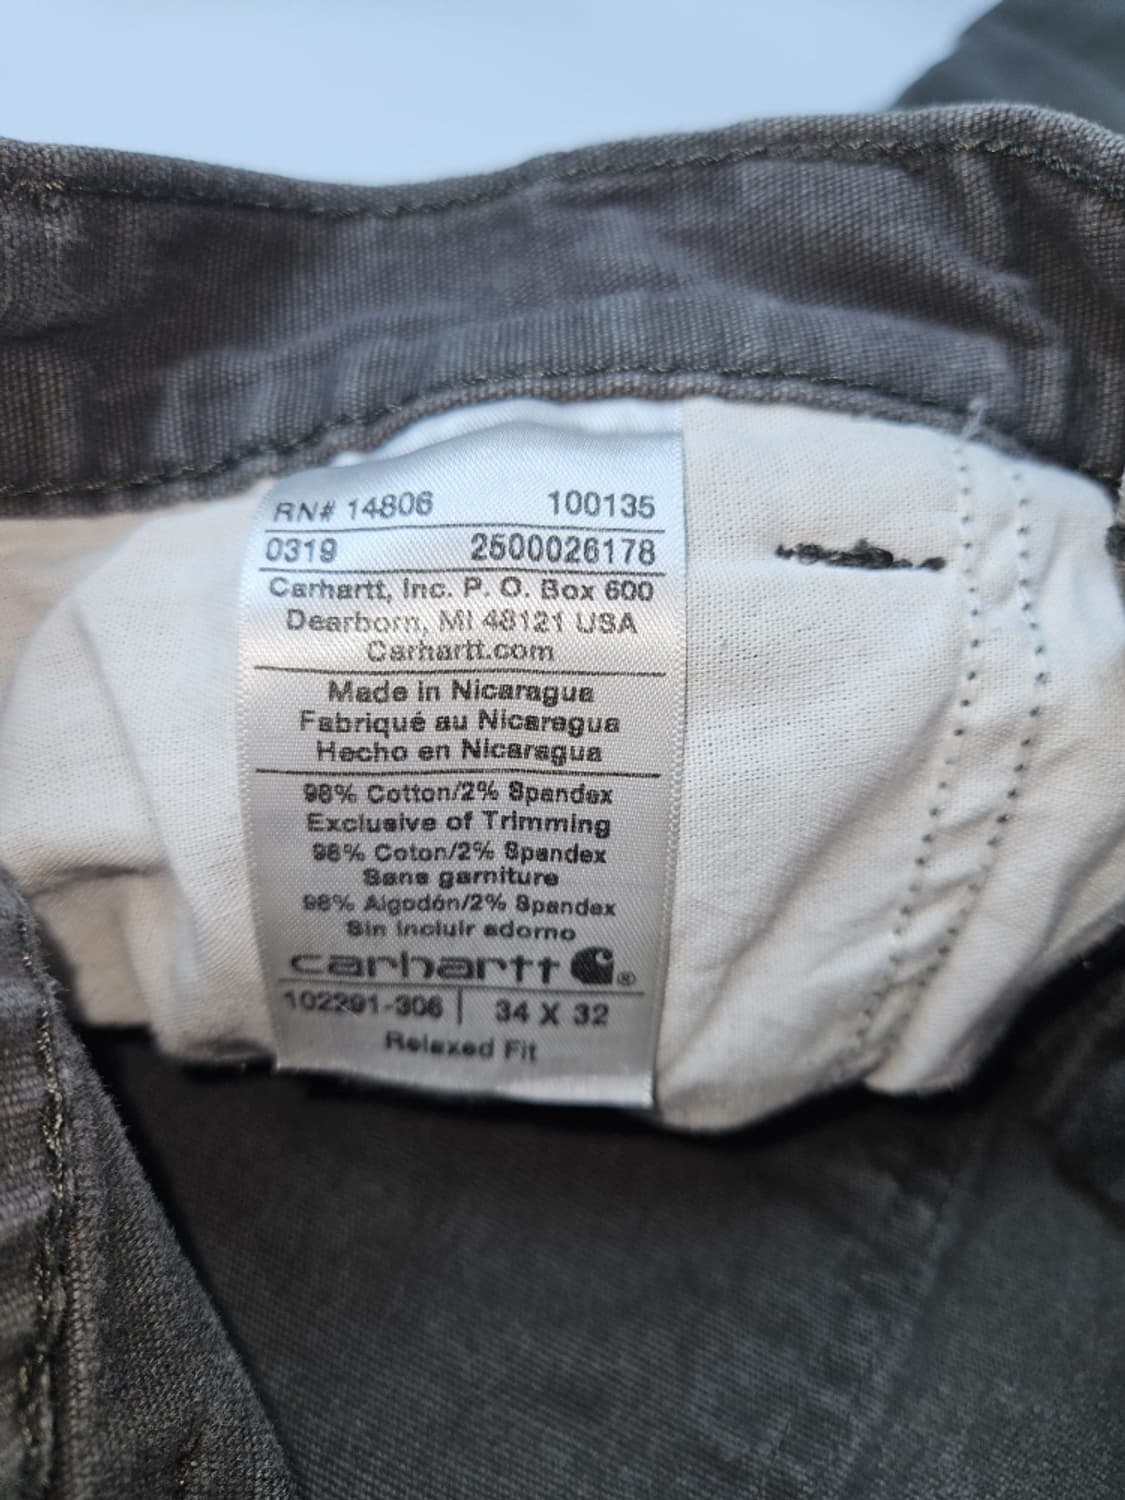 RN# 14806 100135
0319 2500026178
Carhartt, Inc. P. O. Box 600
Dearborn, MI 48121 USA
Carhartt.com
Made in Nicaragua
Fabriqué au Nicaragua
Hecho en Nicaragua
98% Cotton/2% Spandex
Exclusive of Trimming
98% Coton/2% Spandex
Sans garniture
98% Algodón/2% Spandex
Sin incluir adorno
carhartt ®
102291-306 | 34 X 32
Relaxed Fit